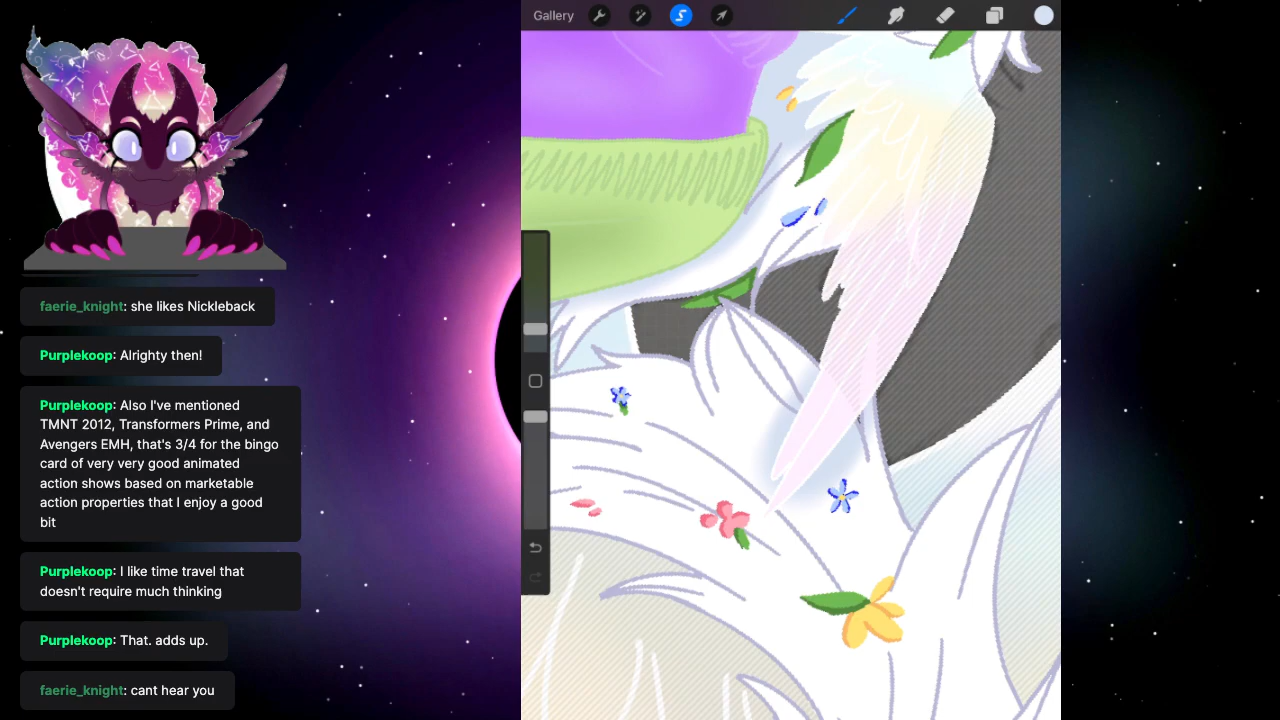 Gallery
faerie_knight: she likes Nickleback
Purplekoop: Alrighty then!
Purplekoop: Also I've mentioned
TMNT 2012, Transformers Prime, and
Avengers EMH, that's 3/4 for the bingo
card of very very good animated
action shows based on marketable
action properties that I enjoy a good
bit
Purplekoop: I like time travel that
doesn't require much thinking
Purplekoop: That. adds up.
faerie_knight: cant hear you